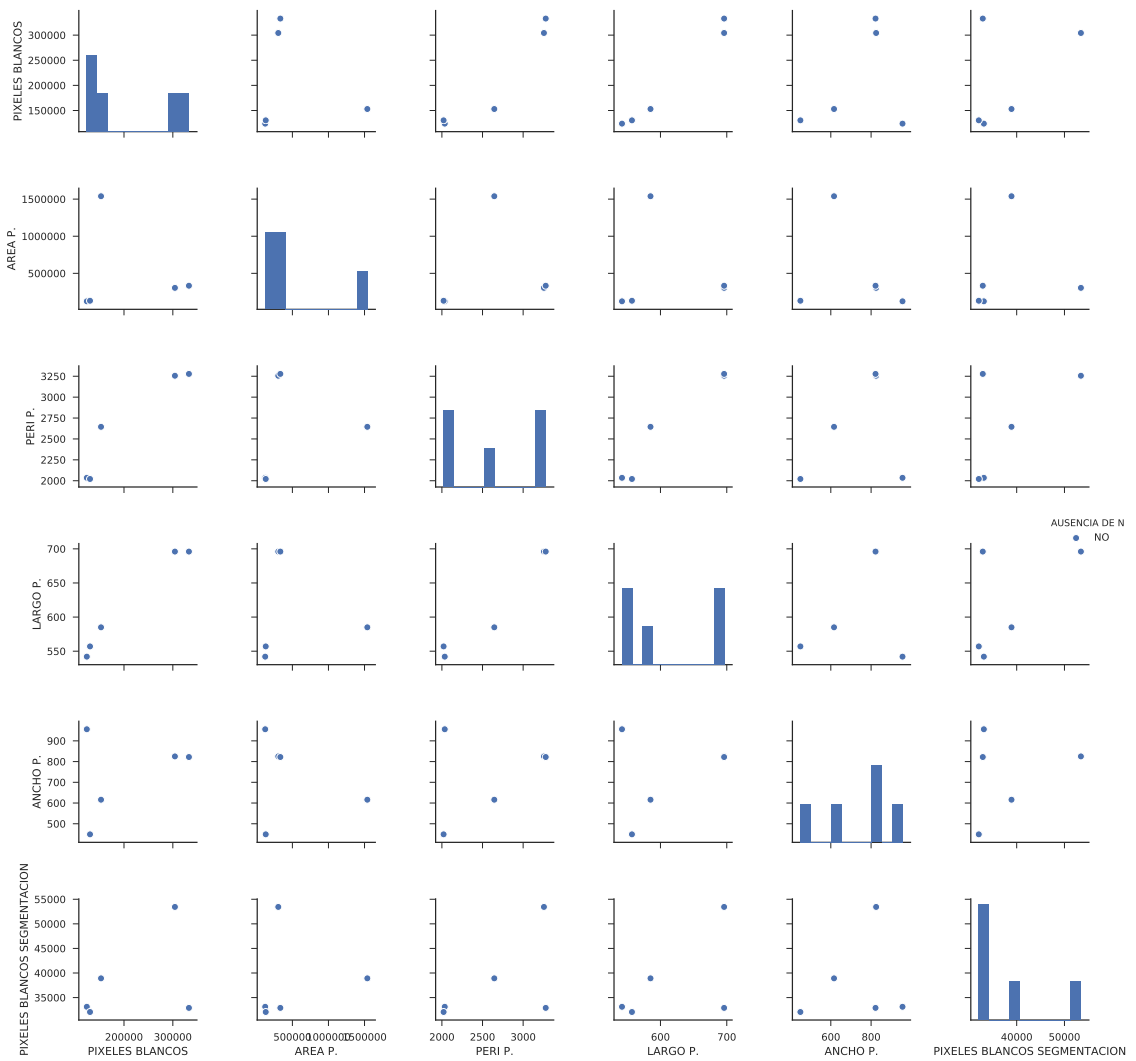 PIXELES BLANCOS
300000
250000
200000
150000
AREA P.
1500000
1000000
500000
PERI P.
3250
3000
2750
2500
2250
2000
AUSENCIA DE N
NO
LARGO P.
700
650
600
550
ANCHO P.
900
800
700
600
500
PIXELES BLANCOS SEGMENTACION
55000
50000
45000
40000
35000
200000 300000
500000 1000000 1500000
2000 3000
600 700
600 800
40000 50000
PIXELES BLANCOS
AREA P.
PERI P.
LARGO P.
ANCHO P.
PIXELES BLANCOS SEGMENTACION